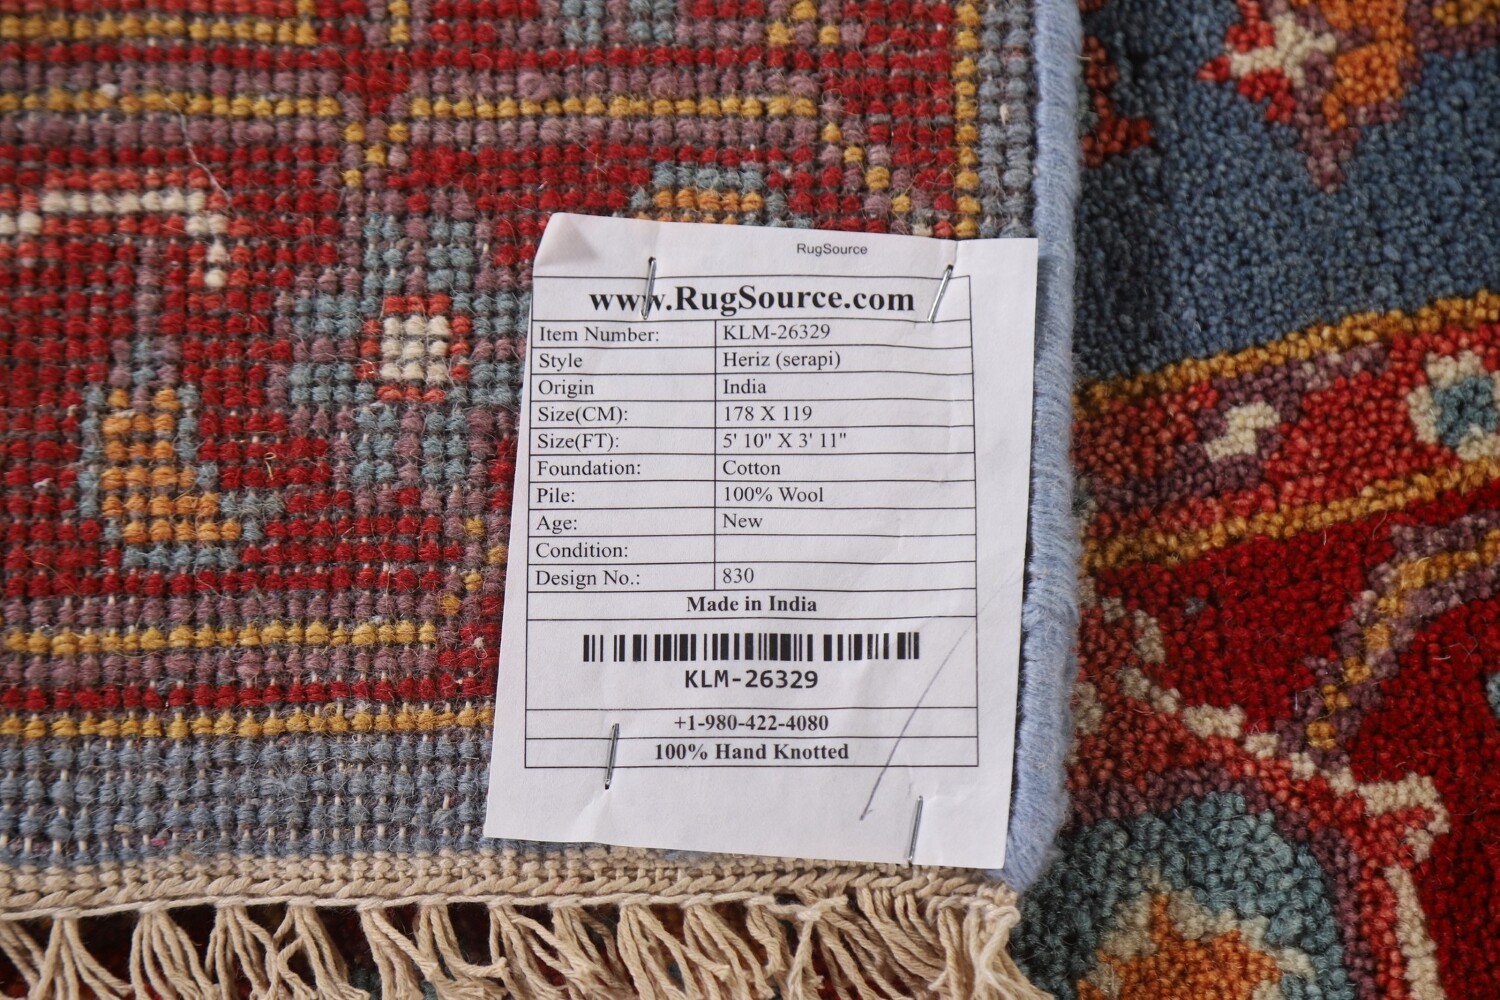 RugSource
www.RugSource.com
Item Number: KLM-26329
Style Heriz (serapi)
Origin India
Size(CM): 178 X 119
Size(FT): 5' 10" X 3' 11"
Foundation: Cotton
Pile: 100% Wool
Age: New
Condition:
Design No.: 830
Made in India
KLM-26329
+1-980-422-4080
100% Hand Knotted